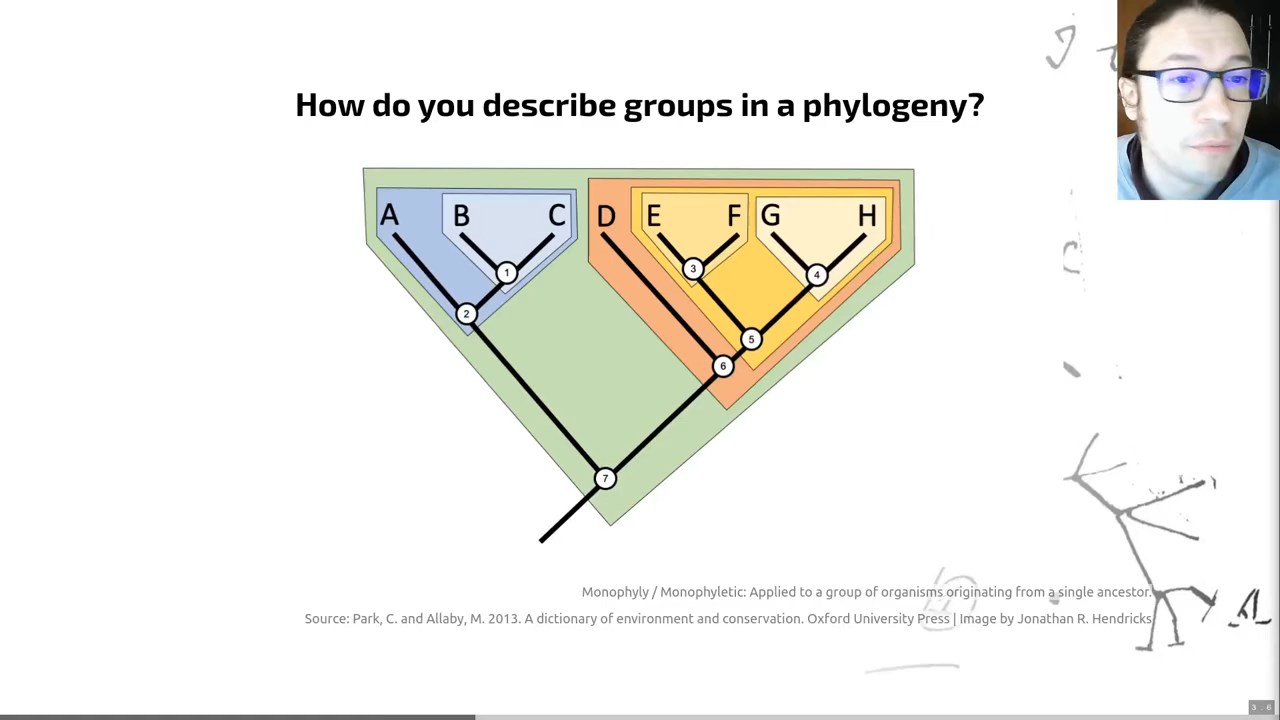 How do you describe groups in a phylogeny?
A B C D E F G H
1
3
4
2
5
6
7
Monophyly / Monophyletic: Applied to a group of organisms originating from a single ancestor.
Source: Park, C. and Allaby, M. 2013. A dictionary of environment and conservation. Oxford University Press | Image by Jonathan R. Hendricks
3 . 6